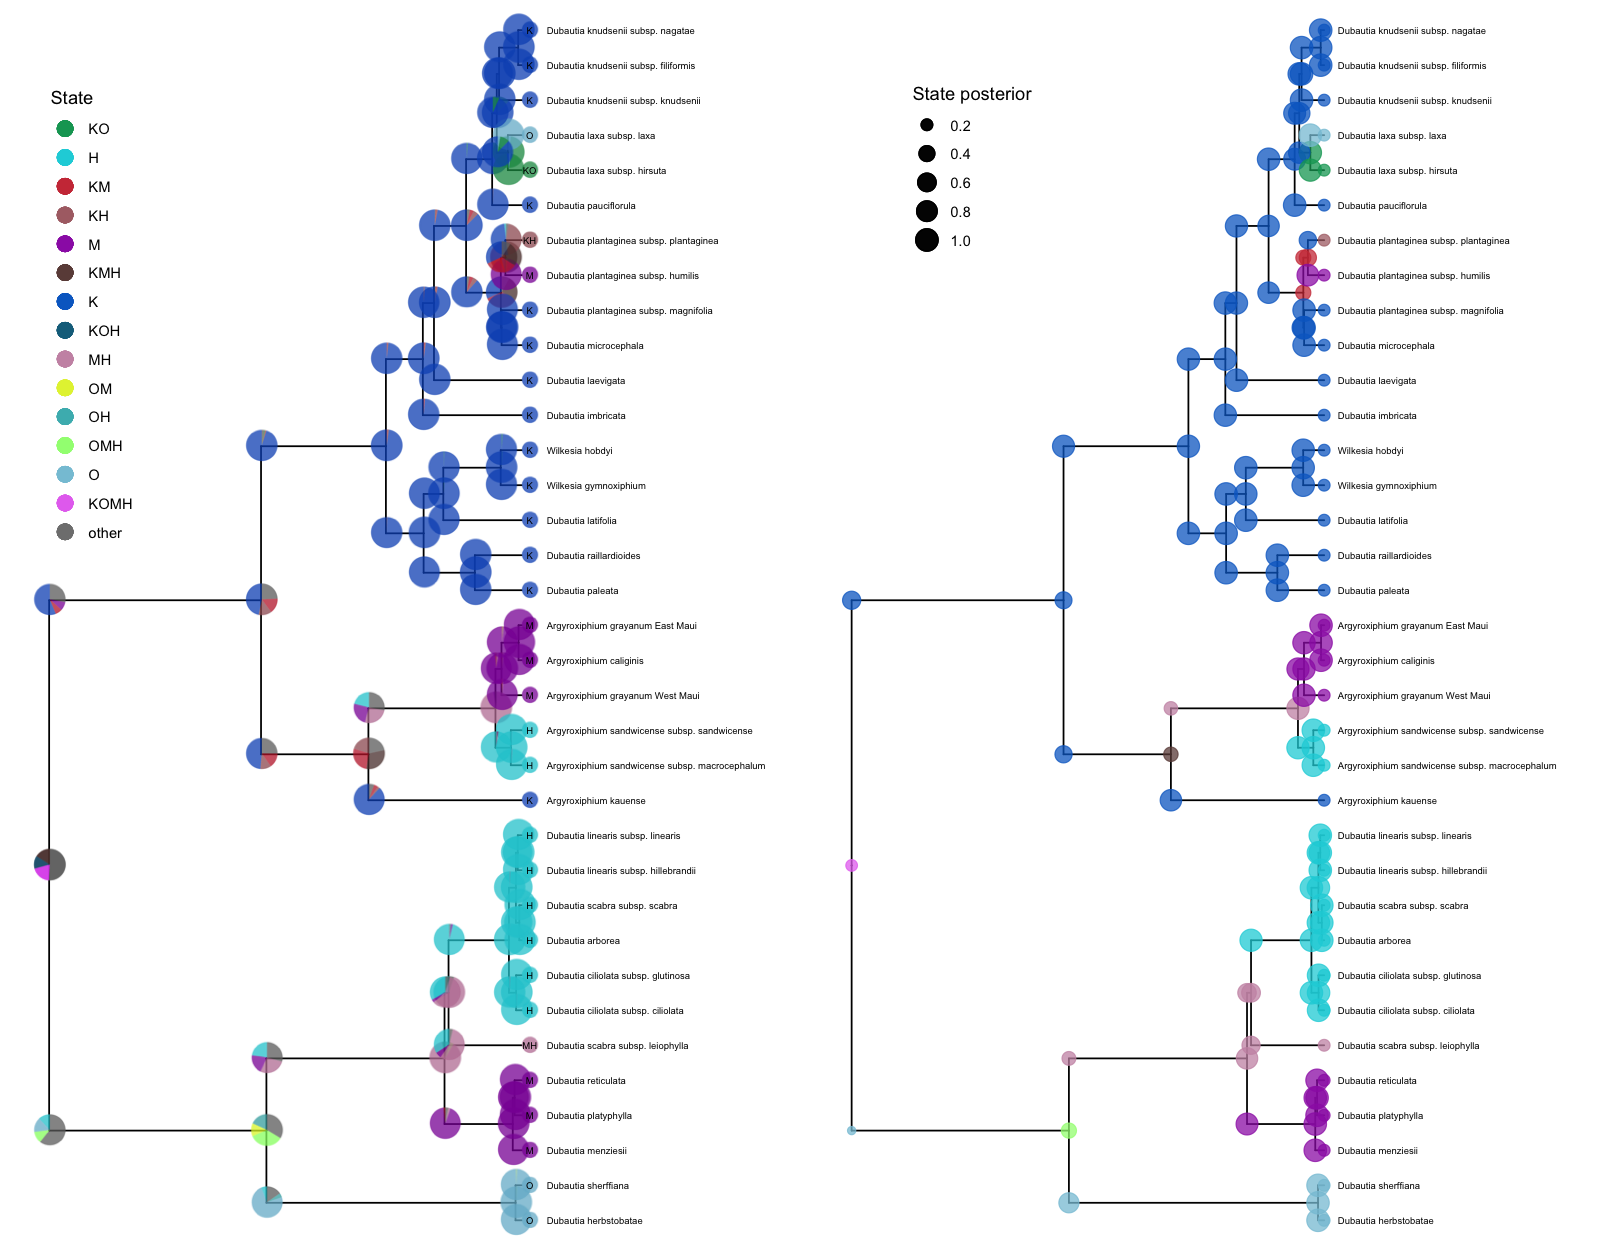 State
KO
H
KM
KH
M
KMH
K
KOH
MH
OM
OH
OMH
O
KOMH
other
K Dubautia knudsenii subsp. nagatae
K Dubautia knudsenii subsp. filiformis
K Dubautia knudsenii subsp. knudsenii
O Dubautia laxa subsp. laxa
KO Dubautia laxa subsp. hirsuta
K Dubautia pauciflorula
KH Dubautia plantaginea subsp. plantaginea
M Dubautia plantaginea subsp. humilis
K Dubautia plantaginea subsp. magnifolia
K Dubautia microcephala
K Dubautia laevigata
K Dubautia imbricata
K Wilkesia hobdyi
K Wilkesia gymnoxiphium
K Dubautia latifolia
K Dubautia raillardioides
K Dubautia paleata
M Argyroxiphium grayanum East Maui
M Argyroxiphium caliginis
M Argyroxiphium grayanum West Maui
H Argyroxiphium sandwicense subsp. sandwicense
H Argyroxiphium sandwicense subsp. macrocephalum
K Argyroxiphium kauense
H Dubautia linearis subsp. linearis
H Dubautia linearis subsp. hillebrandii
H Dubautia scabra subsp. scabra
H Dubautia arborea
H Dubautia ciliolata subsp. glutinosa
H Dubautia ciliolata subsp. ciliolata
MH Dubautia scabra subsp. leiophylla
M Dubautia reticulata
M Dubautia platyphylla
M Dubautia menziesii
O Dubautia sherffiana
O Dubautia herbstobatae
State posterior
0.2
0.4
0.6
0.8
1.0
Dubautia knudsenii subsp. nagatae
Dubautia knudsenii subsp. filiformis
Dubautia knudsenii subsp. knudsenii
Dubautia laxa subsp. laxa
Dubautia laxa subsp. hirsuta
Dubautia pauciflorula
Dubautia plantaginea subsp. plantaginea
Dubautia plantaginea subsp. humilis
Dubautia plantaginea subsp. magnifolia
Dubautia microcephala
Dubautia laevigata
Dubautia imbricata
Wilkesia hobdyi
Wilkesia gymnoxiphium
Dubautia latifolia
Dubautia raillardioides
Dubautia paleata
Argyroxiphium grayanum East Maui
Argyroxiphium caliginis
Argyroxiphium grayanum West Maui
Argyroxiphium sandwicense subsp. sandwicense
Argyroxiphium sandwicense subsp. macrocephalum
Argyroxiphium kauense
Dubautia linearis subsp. linearis
Dubautia linearis subsp. hillebrandii
Dubautia scabra subsp. scabra
Dubautia arborea
Dubautia ciliolata subsp. glutinosa
Dubautia ciliolata subsp. ciliolata
Dubautia scabra subsp. leiophylla
Dubautia reticulata
Dubautia platyphylla
Dubautia menziesii
Dubautia sherffiana
Dubautia herbstobatae